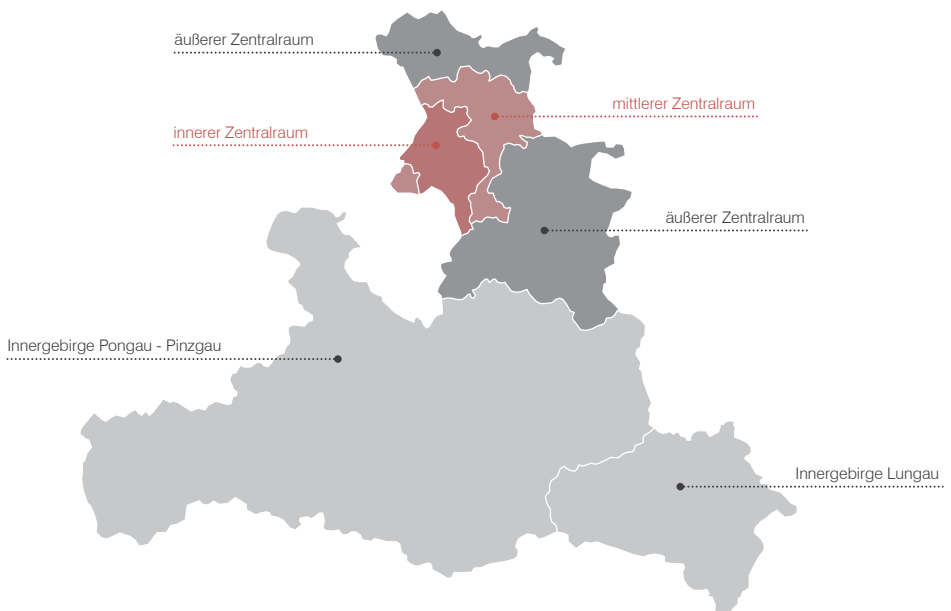 äußerer Zentralraum
mittlerer Zentralraum
innerer Zentralraum
äußerer Zentralraum
Innergebirge Pongau - Pinzgau
Innergebirge Lungau